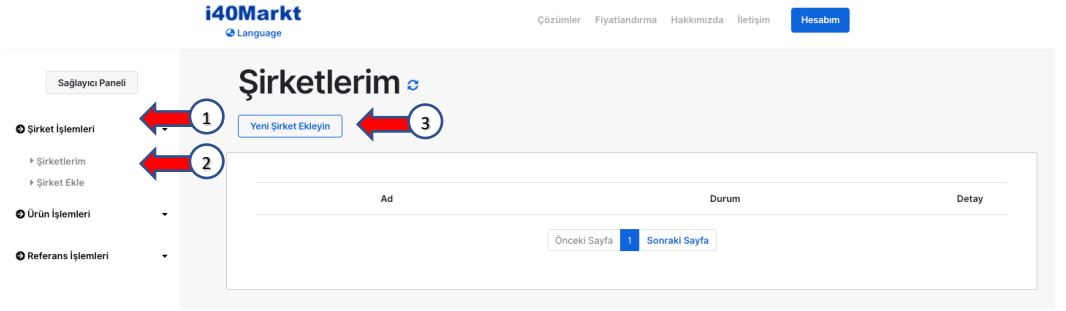 i40Markt
Language
Çözümler Fiyatlandırma Hakkımızda İletişim Hesabım
Sağlayıcı Paneli
Şirket İşlemleri
Şirketlerim
Şirket Ekle
Ürün İşlemleri
Referans İşlemleri
1
2
Şirketlerim
Yeni Şirket Ekleyin
3
Ad Durum Detay
Önceki Sayfa 1 Sonraki Sayfa